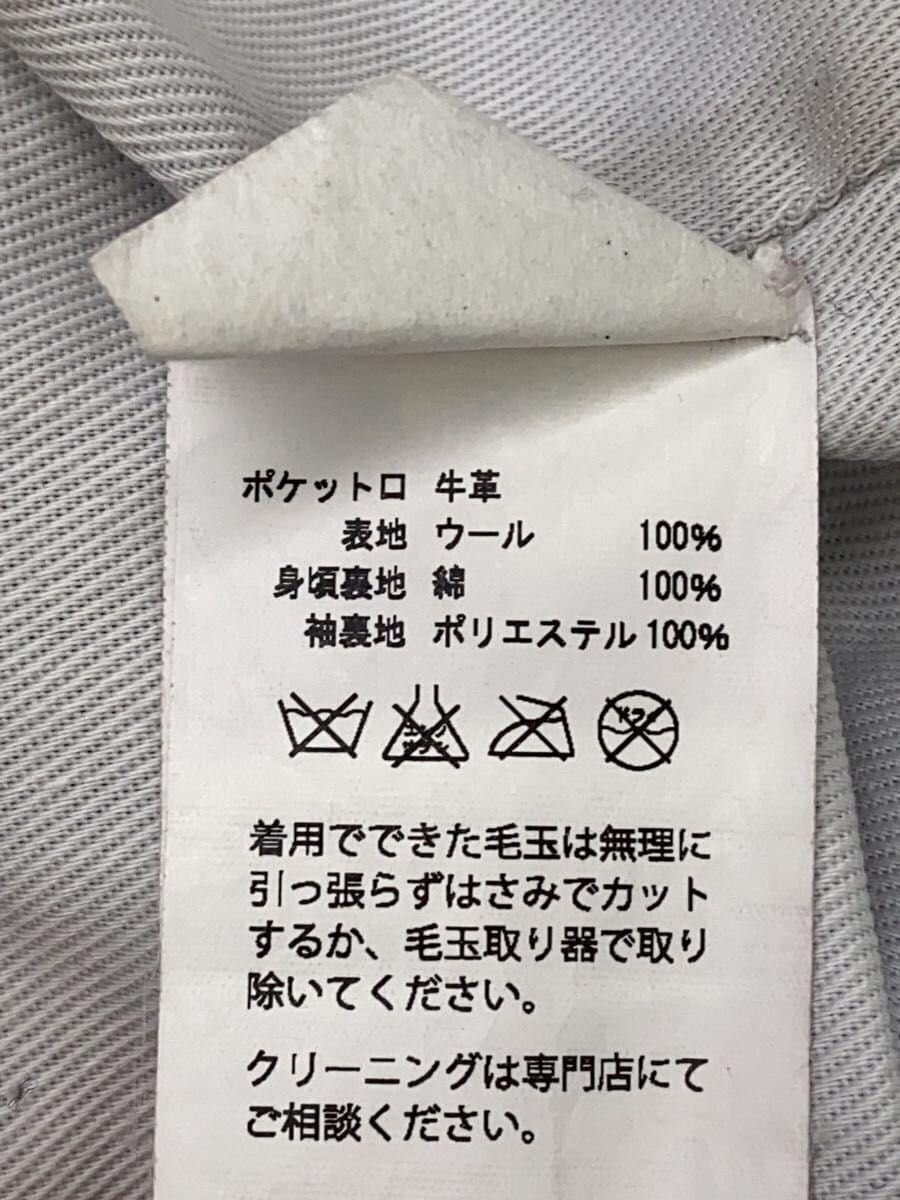 ポケット口 牛革
表地 ウール 100%
身頃裏地 綿 100%
袖裏地 ポリエステル 100%
着用でできた毛玉は無理に
引っ張らずはさみでカット
するか、毛玉取り器で取り
除いてください。
クリーニングは専門店にて
ご相談ください。